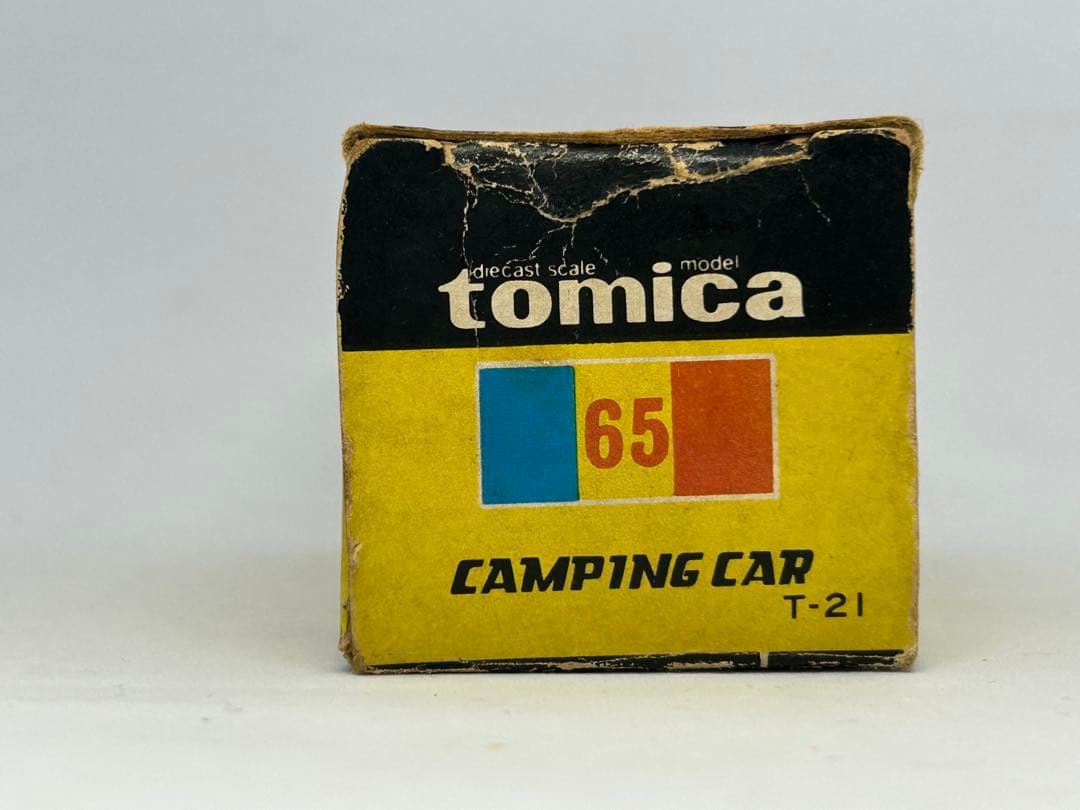 diecast scale model
tomica
65
CAMPING CAR
T-21